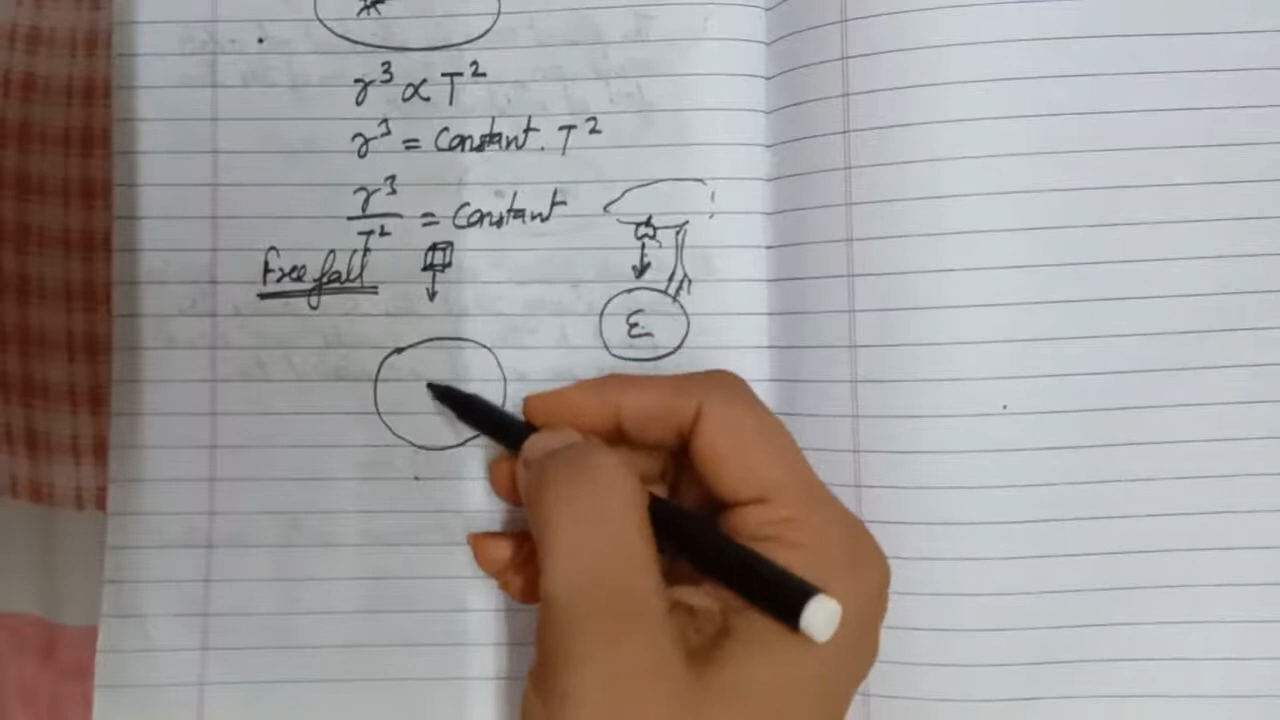 r³ ∝ T²
r³ = Constant . T²
r³/T² = Constant
Free fall
E